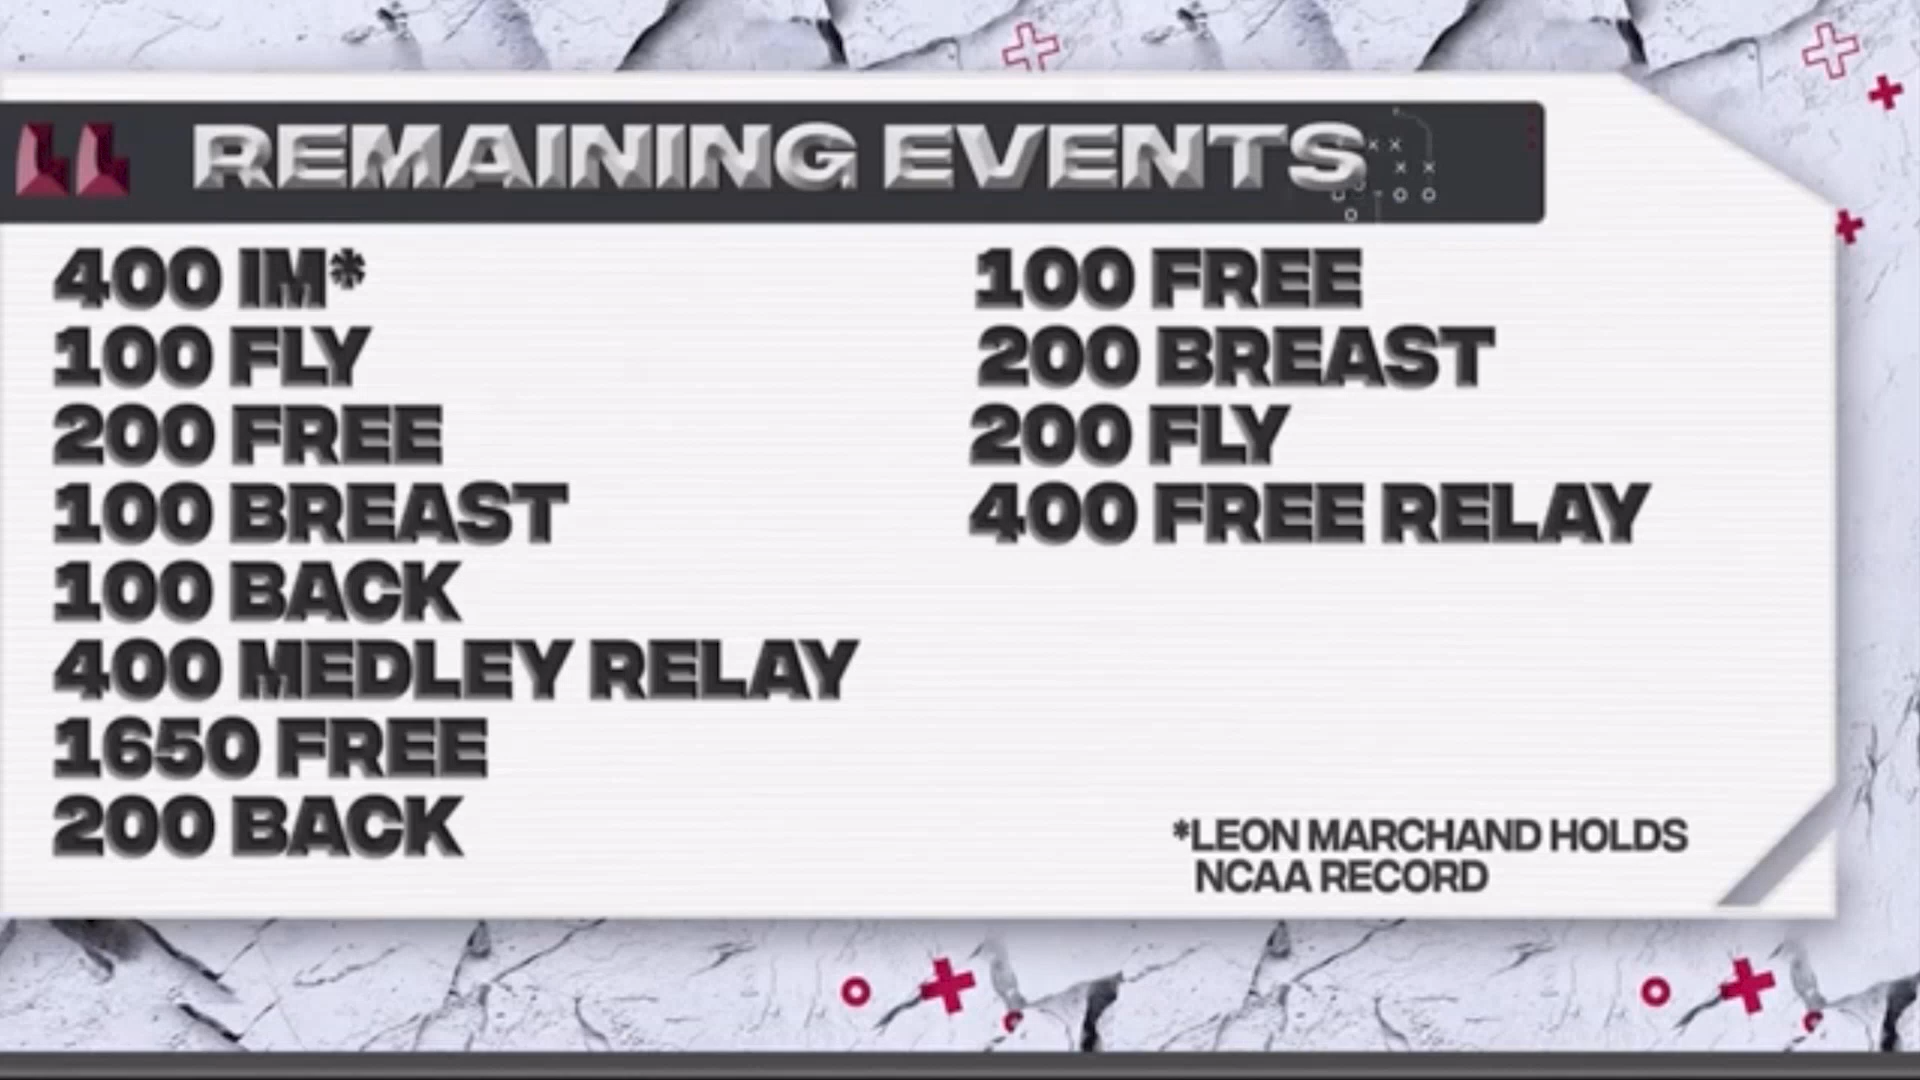 REMAINING EVENTS
400 IM*
100 FLY
200 FREE
100 BREAST
100 BACK
400 MEDLEY RELAY
1650 FREE
200 BACK
100 FREE
200 BREAST
200 FLY
400 FREE RELAY
*LEON MARCHAND HOLDS
NCAA RECORD